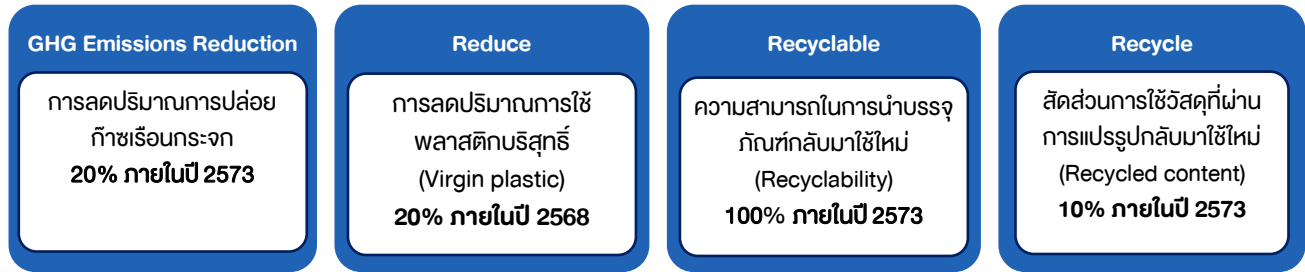 GHG Emissions Reduction
การลดปริมาณการปล่อย
ก๊าซเรือนกระจก
20% ภายในปี 2573
Reduce
การลดปริมาณการใช้
พลาสติกบริสุทธิ์
(Virgin plastic)
20% ภายในปี 2568
Recyclable
ความสามารถในการนำบรรจุ
ภัณฑ์กลับมาใช้ใหม่
(Recyclability)
100% ภายในปี 2573
Recycle
สัดส่วนการใช้วัสดุที่ผ่าน
การแปรรูปกลับมาใช้ใหม่
(Recycled content)
10% ภายในปี 2573